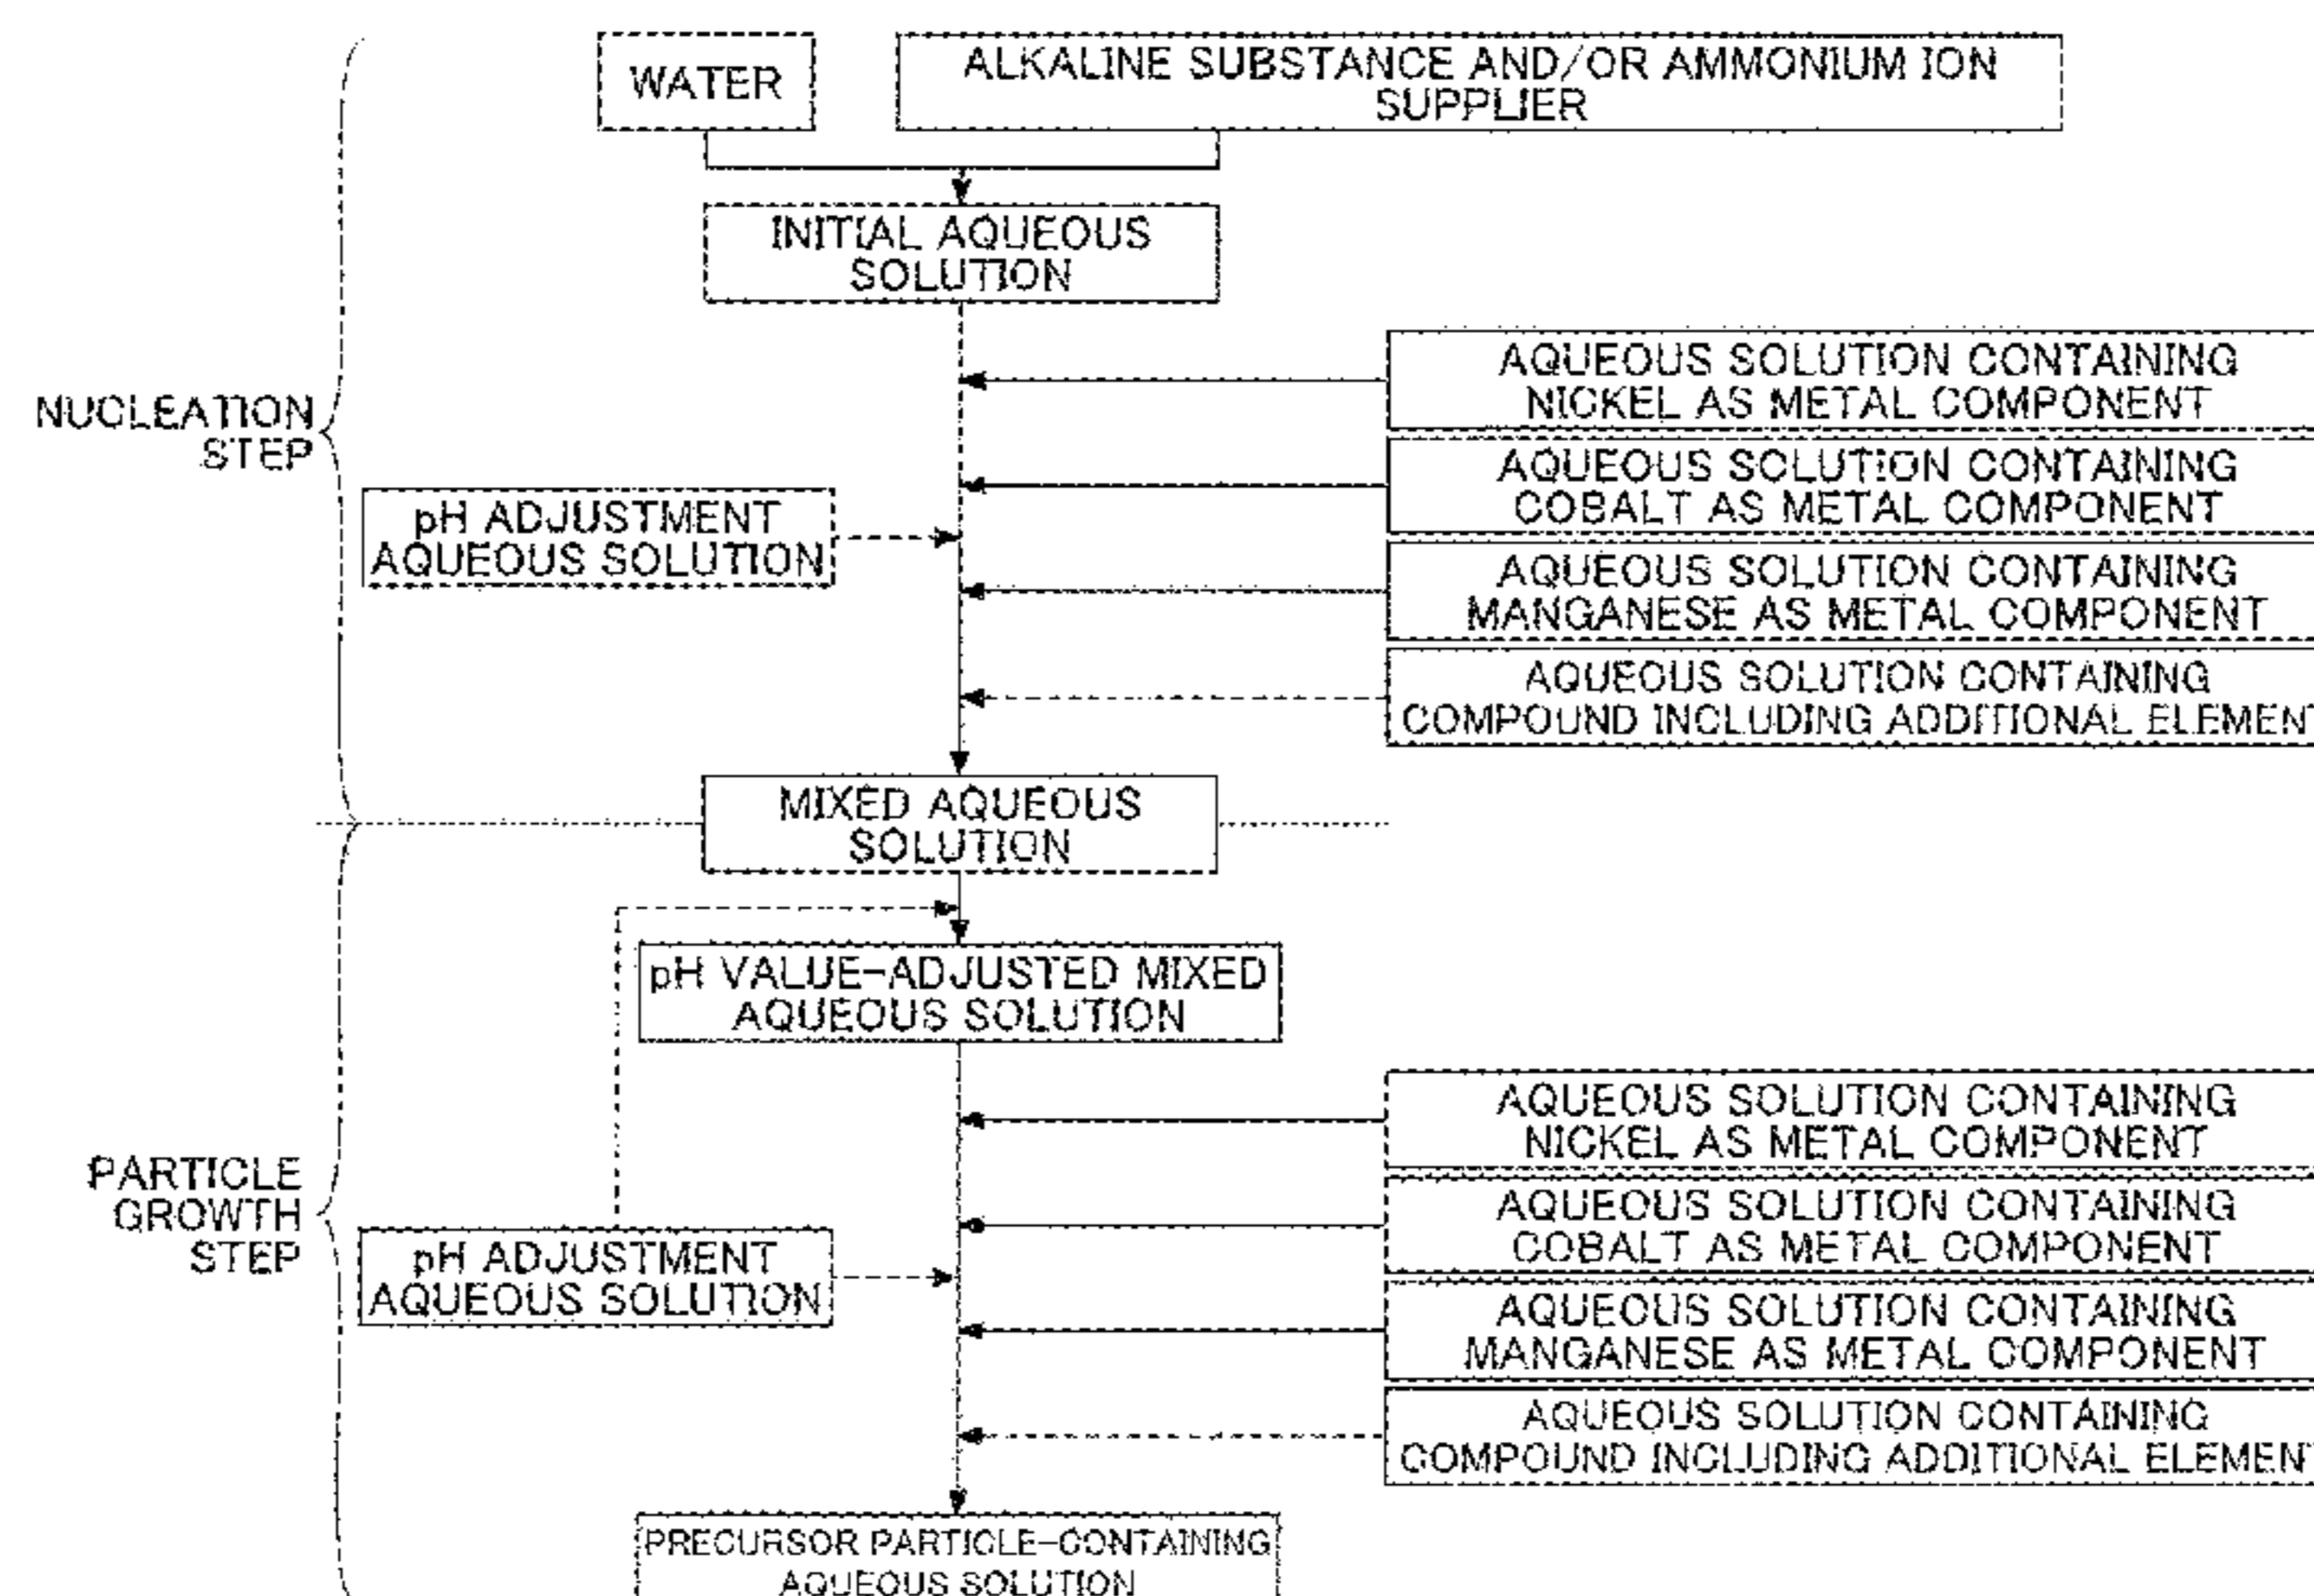 WATER
ALKALINE SUBSTANCE AND/OR AMMONIUM ION
SUPPLIER
INITIAL AQUEOUS
SOLUTION
NUCLEATION
STEP
AQUEOUS SOLUTION CONTAINING
NICKEL AS METAL COMPONENT
AQUEOUS SOLUTION CONTAINING
COBALT AS METAL COMPONENT
pH ADJUSTMENT
AQUEOUS SOLUTION
AQUEOUS SOLUTION CONTAINING
MANGANESE AS METAL COMPONENT
AQUEOUS SOLUTION CONTAINING
COMPOUND INCLUDING ADDITIONAL ELEMENT
MIXED AQUEOUS
SOLUTION
pH VALUE-ADJUSTED MIXED
AQUEOUS SOLUTION
PARTICLE
GROWTH
STEP
AQUEOUS SOLUTION CONTAINING
NICKEL AS METAL COMPONENT
AQUEOUS SOLUTION CONTAINING
COBALT AS METAL COMPONENT
pH ADJUSTMENT
AQUEOUS SOLUTION
AQUEOUS SOLUTION CONTAINING
MANGANESE AS METAL COMPONENT
AQUEOUS SOLUTION CONTAINING
COMPOUND INCLUDING ADDITIONAL ELEMENT
PRECURSOR PARTICLE-CONTAINING
AQUEOUS SOLUTION